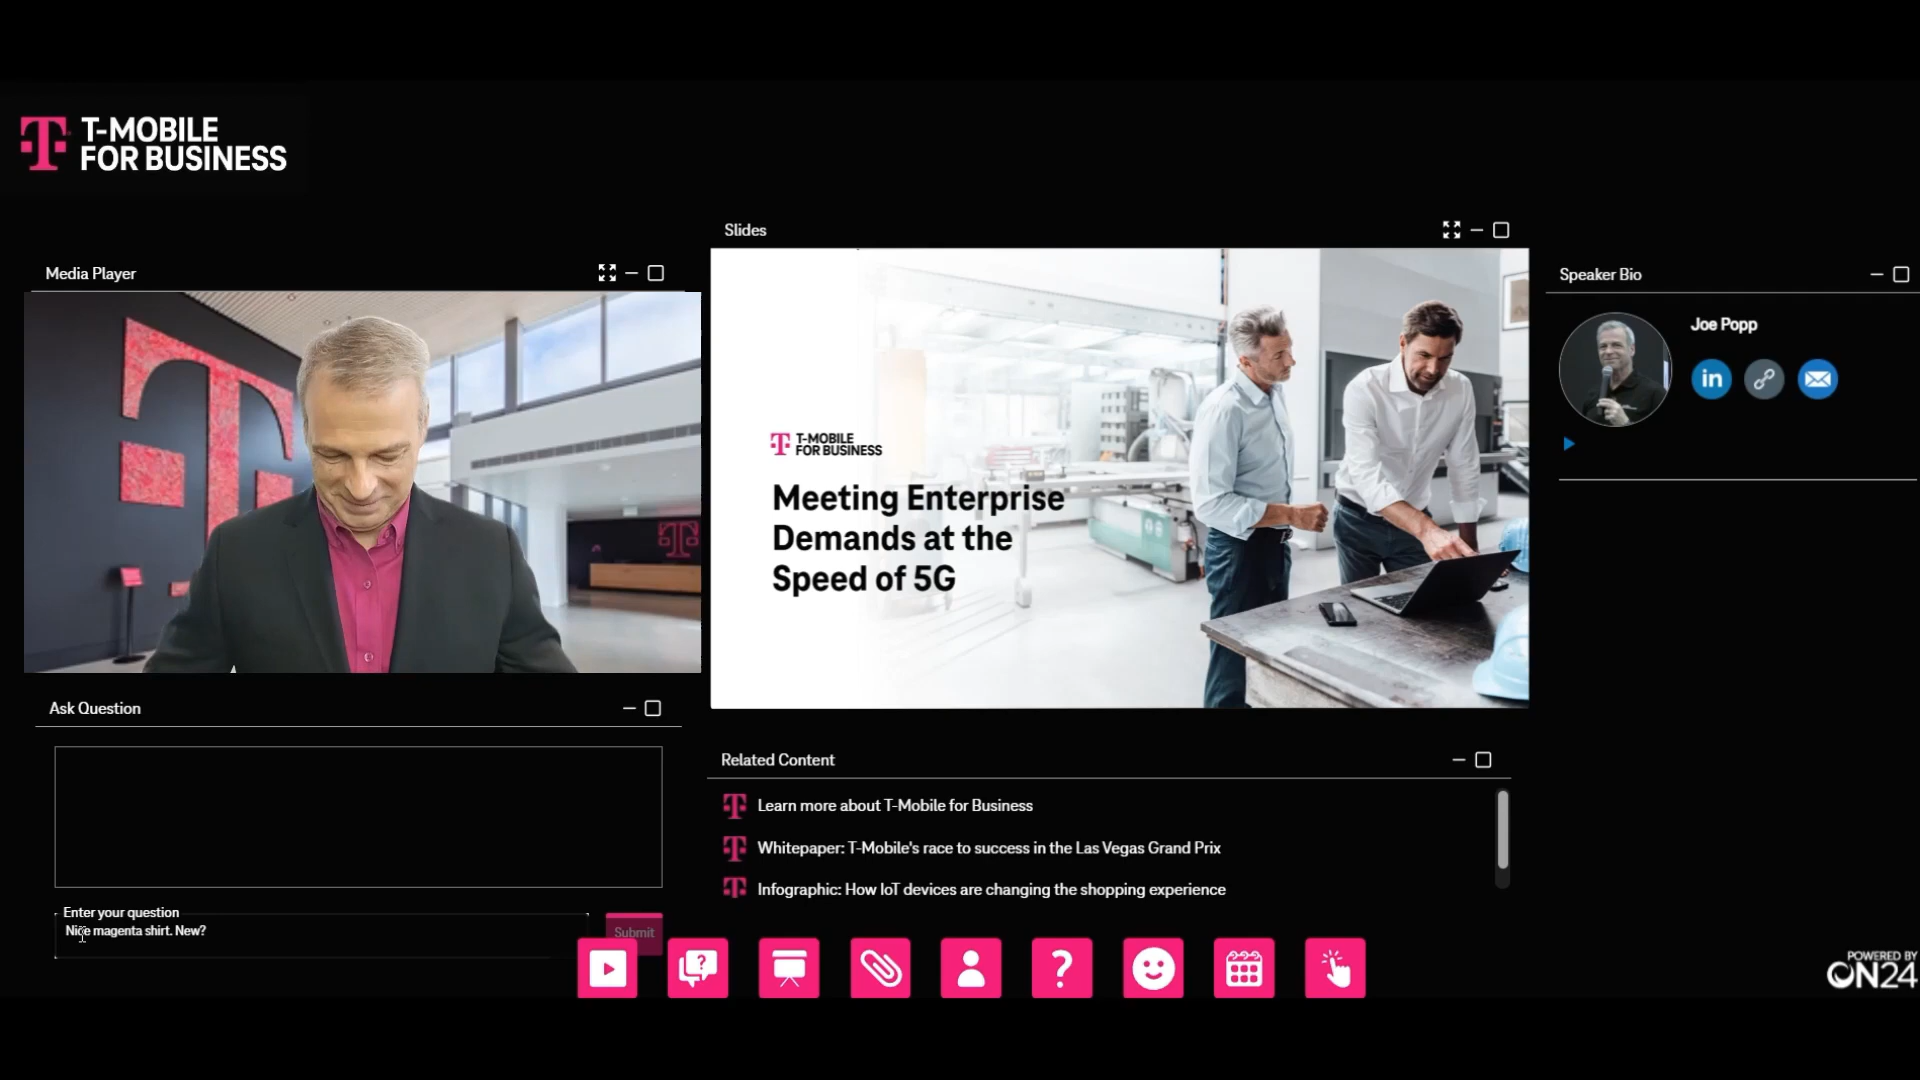 T-MOBILE
FOR BUSINESS
Slides
Media Player
Speaker Bio
Joe Popp
in
T-MOBILE
FOR BUSINESS
Meeting Enterprise
Demands at the
Speed of 5G
Ask Question
Related Content
Learn more about T-Mobile for Business
Whitepaper: T-Mobile's race to success in the Las Vegas Grand Prix
Infographic: How IoT devices are changing the shopping experience
Enter your question
Nice magenta shirt. New?
Submit
POWERED BY
ON24